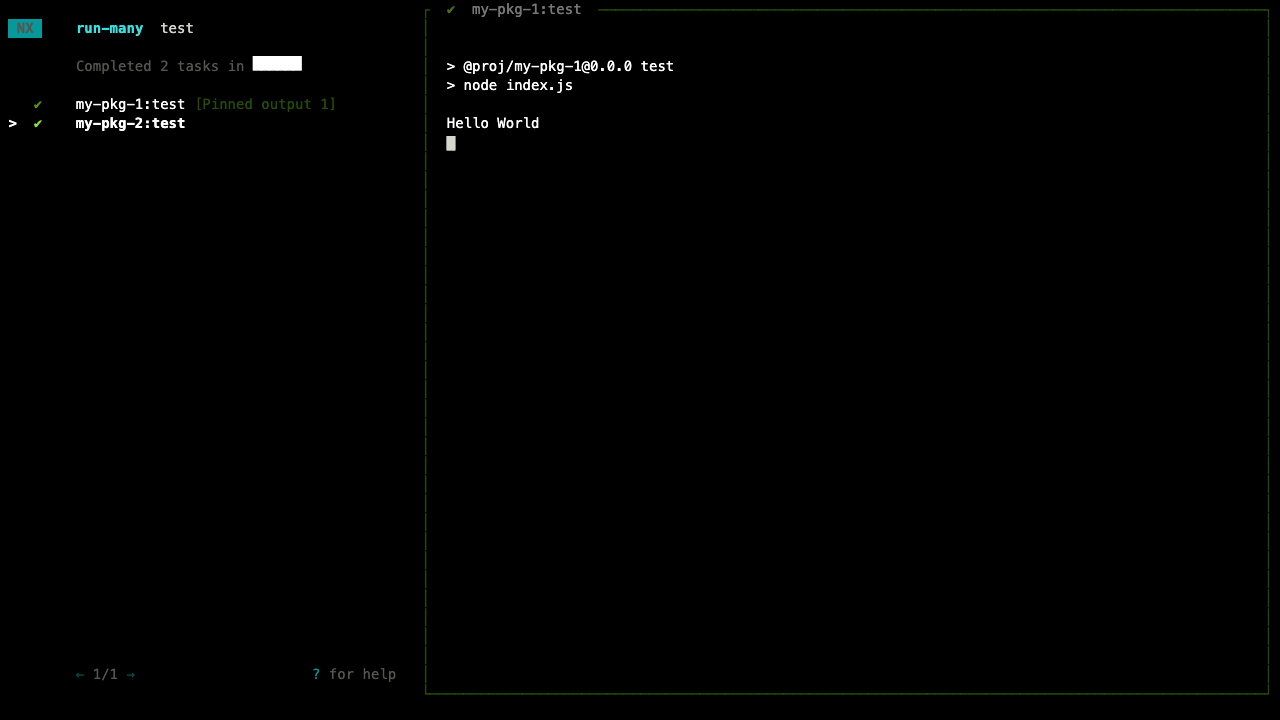 NX run-many test
Completed 2 tasks in
✔ my-pkg-1:test [Pinned output 1]
> ✔ my-pkg-2:test
← 1/1 → ? for help
✔ my-pkg-1:test
> @proj/my-pkg-1@0.0.0 test
> node index.js
Hello World